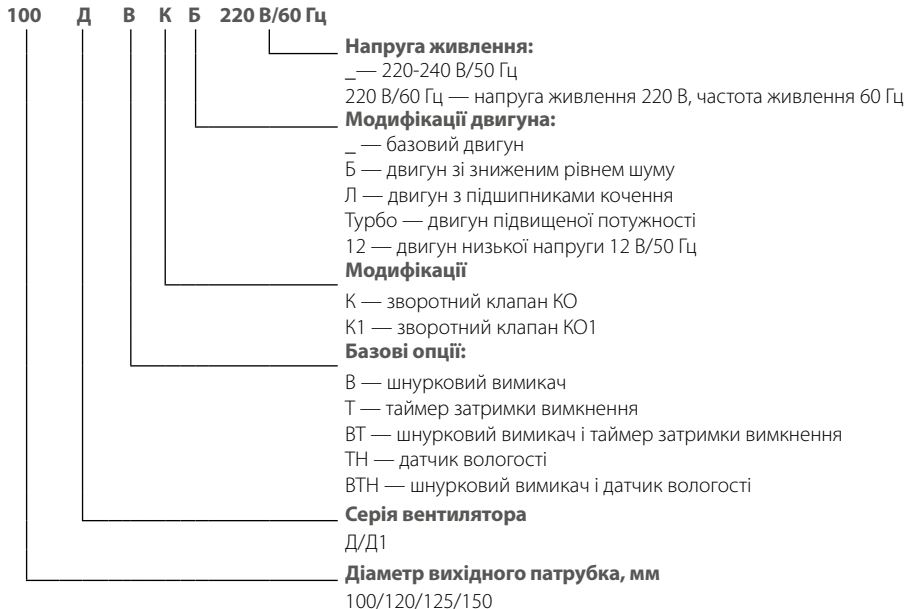 100 Д В К Б 220 В/60 Гц
Напруга живлення:
_— 220-240 В/50 Гц
220 В/60 Гц — напруга живлення 220 В, частота живлення 60 Гц
Модифікації двигуна:
_ — базовий двигун
Б — двигун зі зниженим рівнем шуму
Л — двигун з підшипниками кочення
Турбо — двигун підвищеної потужності
12 — двигун низької напруги 12 В/50 Гц
Модифікації
К — зворотний клапан КО
К1 — зворотний клапан КО1
Базові опції:
В — шнурковий вимикач
Т — таймер затримки вимкнення
ВТ — шнурковий вимикач і таймер затримки вимкнення
ТН — датчик вологості
ВТН — шнурковий вимикач і датчик вологості
Серія вентилятора
Д/Д1
Діаметр вихідного патрубка, мм
100/120/125/150